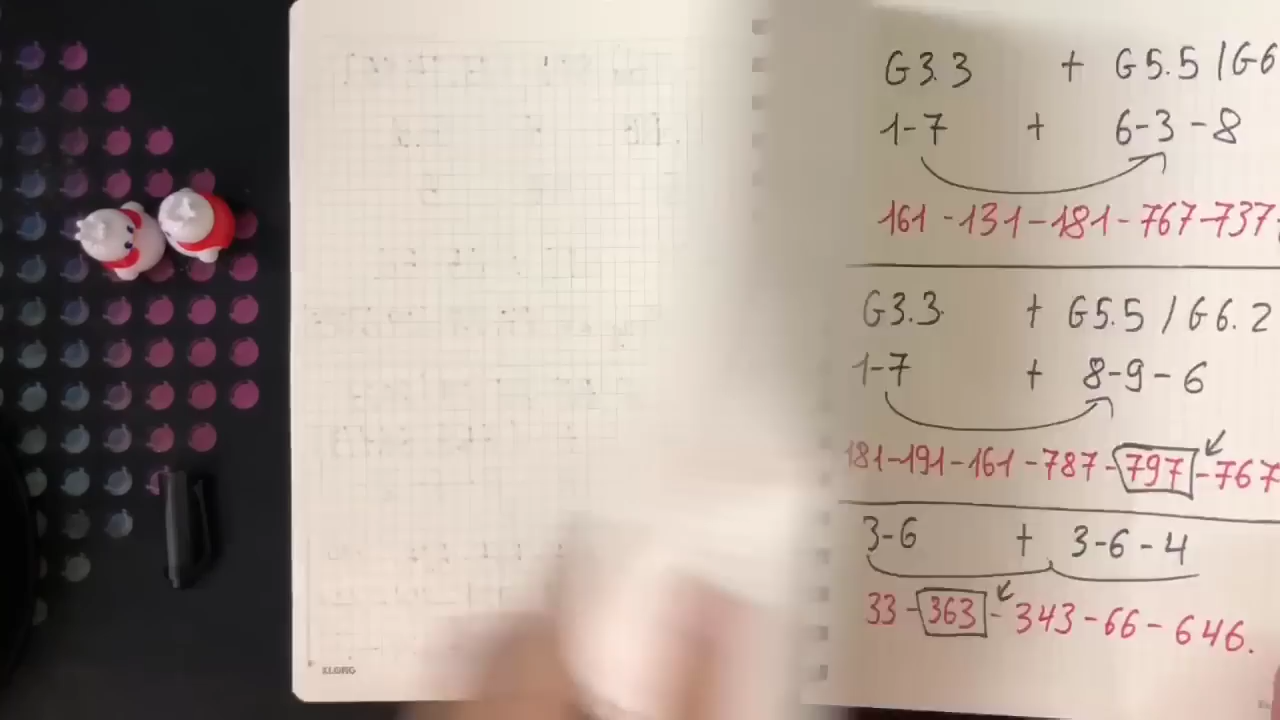 G3.3 + G5.5 / G6
1-7 + 6-3-8
161-131-181-767-737
G3.3 + G5.5 / G6.2
1-7 + 8-9-6
181-191-161-787-797-767
3-6 + 3-6-4
33-363-343-66-646.